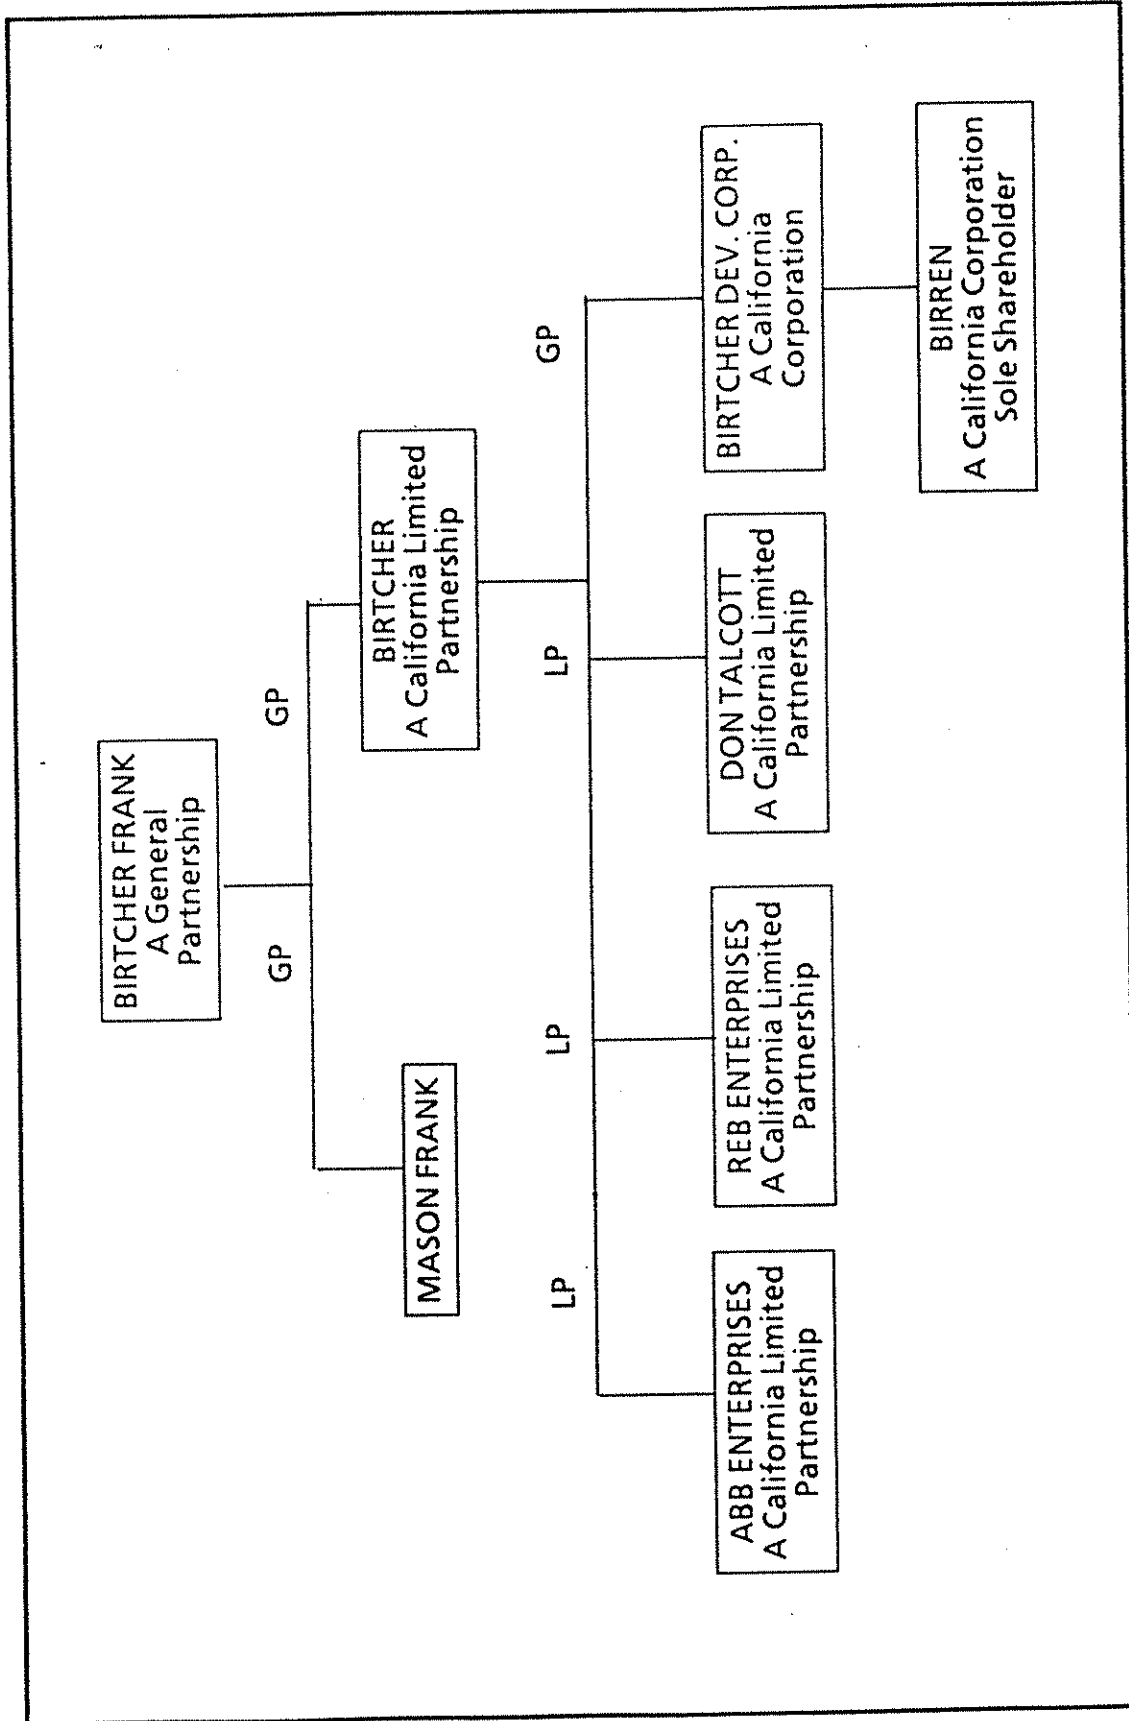 BIRTCHER FRANK
A General
Partnership
GP
GP
MASON FRANK
BIRTCHER
A California Limited
Partnership
LP
LP
LP
GP
ABB ENTERPRISES
A California Limited
Partnership
REB ENTERPRISES
A California Limited
Partnership
DON TALCOTT
A California Limited
Partnership
BIRTCHER DEV. CORP.
A California
Corporation
BIRREN
A California Corporation
Sole Shareholder